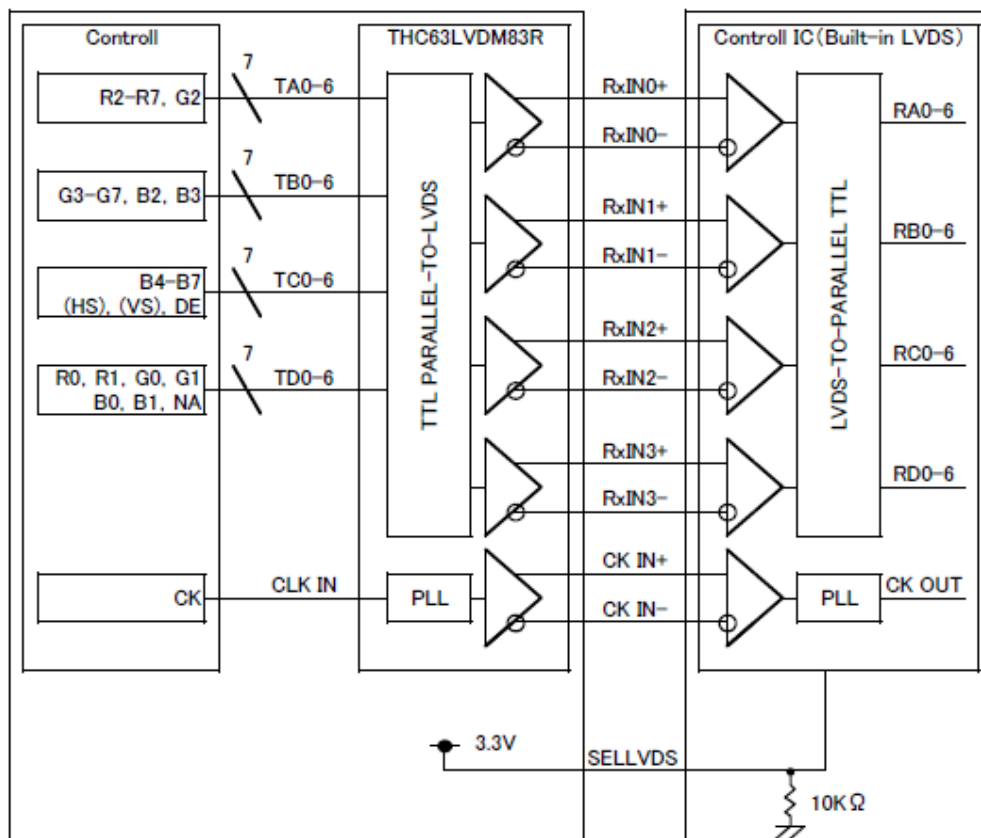 Controll
THC63LVDM83R
Controll IC(Built-in LVDS)
R2-R7, G2
7
TA0-6
RxIN0+
RxIN0-
RA0-6
G3-G7, B2, B3
7
TB0-6
RxIN1+
RxIN1-
RB0-6
B4-B7
(HS), (VS), DE
7
TC0-6
RxIN2+
RxIN2-
RC0-6
R0, R1, G0, G1
B0, B1, NA
7
TD0-6
RxIN3+
RxIN3-
RD0-6
TTL PARALLEL-TO-LVDS
LVDS-TO-PARALLEL TTL
CK
CLK IN
PLL
CK IN+
CK IN-
PLL
CK OUT
3.3V
SELLVDS
10KΩ